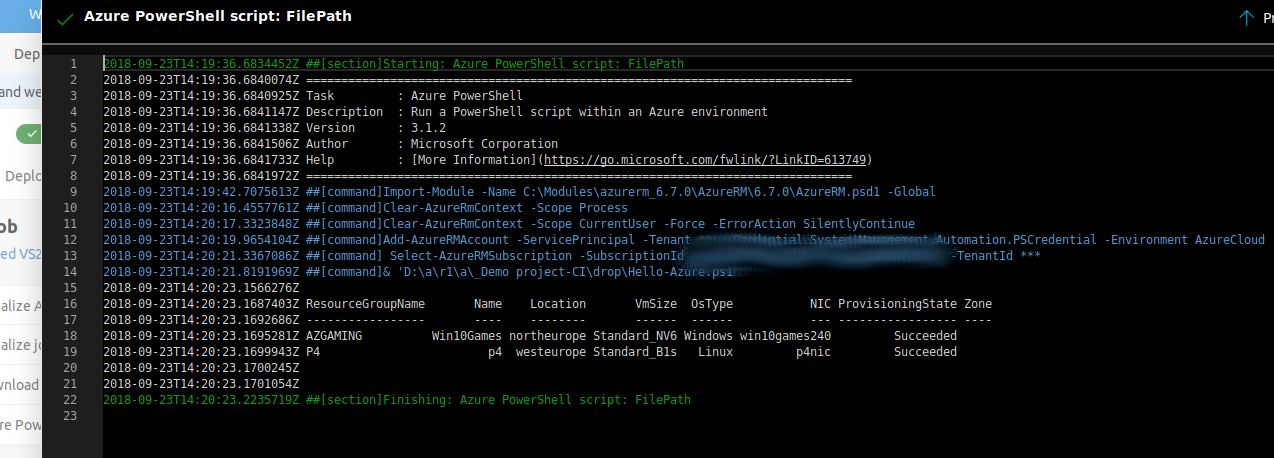 W
Azure PowerShell script: FilePath
Pr
Dep
and we
Deplo
ob
ed VS2
ialize A
ialize jo
wnload
re Pow
1 2018-09-23T14:19:36.6834452Z ##[section]Starting: Azure PowerShell script: FilePath
2 2018-09-23T14:19:36.6840074Z ==============================================================================
3 2018-09-23T14:19:36.6840925Z Task         : Azure PowerShell
4 2018-09-23T14:19:36.6841147Z Description  : Run a PowerShell script within an Azure environment
5 2018-09-23T14:19:36.6841338Z Version      : 3.1.2
6 2018-09-23T14:19:36.6841506Z Author       : Microsoft Corporation
7 2018-09-23T14:19:36.6841733Z Help         : [More Information](https://go.microsoft.com/fwlink/?LinkID=613749)
8 2018-09-23T14:19:36.6841972Z ==============================================================================
9 2018-09-23T14:19:42.7075613Z ##[command]Import-Module -Name C:\Modules\azurerm_6.7.0\AzureRM\6.7.0\AzureRM.psd1 -Global
10 2018-09-23T14:20:16.4557761Z ##[command]Clear-AzureRmContext -Scope Process
11 2018-09-23T14:20:17.3323848Z ##[command]Clear-AzureRmContext -Scope CurrentUser -Force -ErrorAction SilentlyContinue
12 2018-09-23T14:20:19.9654104Z ##[command]Add-AzureRMAccount -ServicePrincipal -Tenant System.Management.Automation.PSCredential -Environment AzureCloud
13 2018-09-23T14:20:21.3367086Z ##[command] Select-AzureRMSubscription -SubscriptionId -TenantId ***
14 2018-09-23T14:20:21.8191969Z ##[command]& 'D:\a\r1\a\_Demo project-CI\drop\Hello-Azure.ps1'
15 2018-09-23T14:20:23.1566276Z
16 2018-09-23T14:20:23.1687403Z ResourceGroupName       Name    Location       VmSize  OsType           NIC ProvisioningState Zone
17 2018-09-23T14:20:23.1692686Z -----------------       ----    --------       ------  ------           --- ----------------- ----
18 2018-09-23T14:20:23.1695281Z AZGAMING          Win10Games northeurope Standard_NV6 Windows win10games240         Succeeded
19 2018-09-23T14:20:23.1699943Z P4                        p4  westeurope Standard_B1s   Linux         p4nic         Succeeded
20 2018-09-23T14:20:23.1700245Z
21 2018-09-23T14:20:23.1701054Z
22 2018-09-23T14:20:23.2235719Z ##[section]Finishing: Azure PowerShell script: FilePath
23